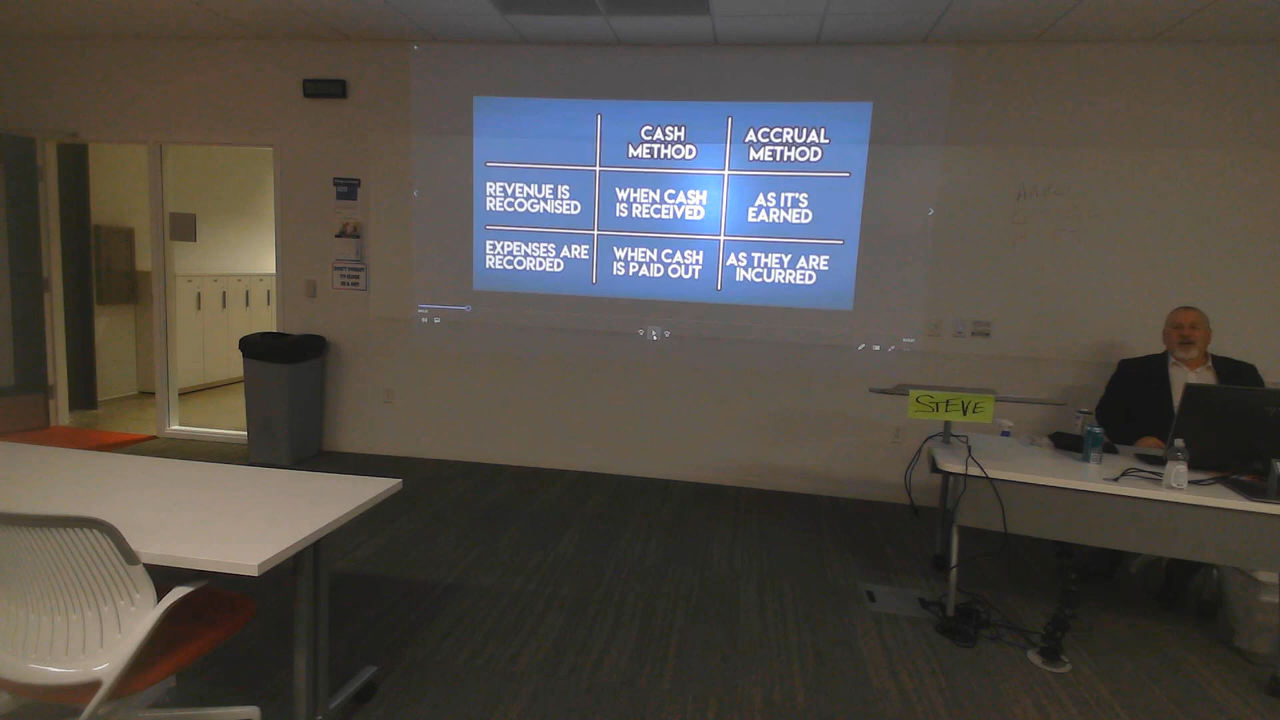 CASH
METHOD
ACCRUAL
METHOD
REVENUE IS
RECOGNISED
WHEN CASH
IS RECEIVED
AS IT'S
EARNED
EXPENSES ARE
RECORDED
WHEN CASH
IS PAID OUT
AS THEY ARE
INCURRED
STEVE